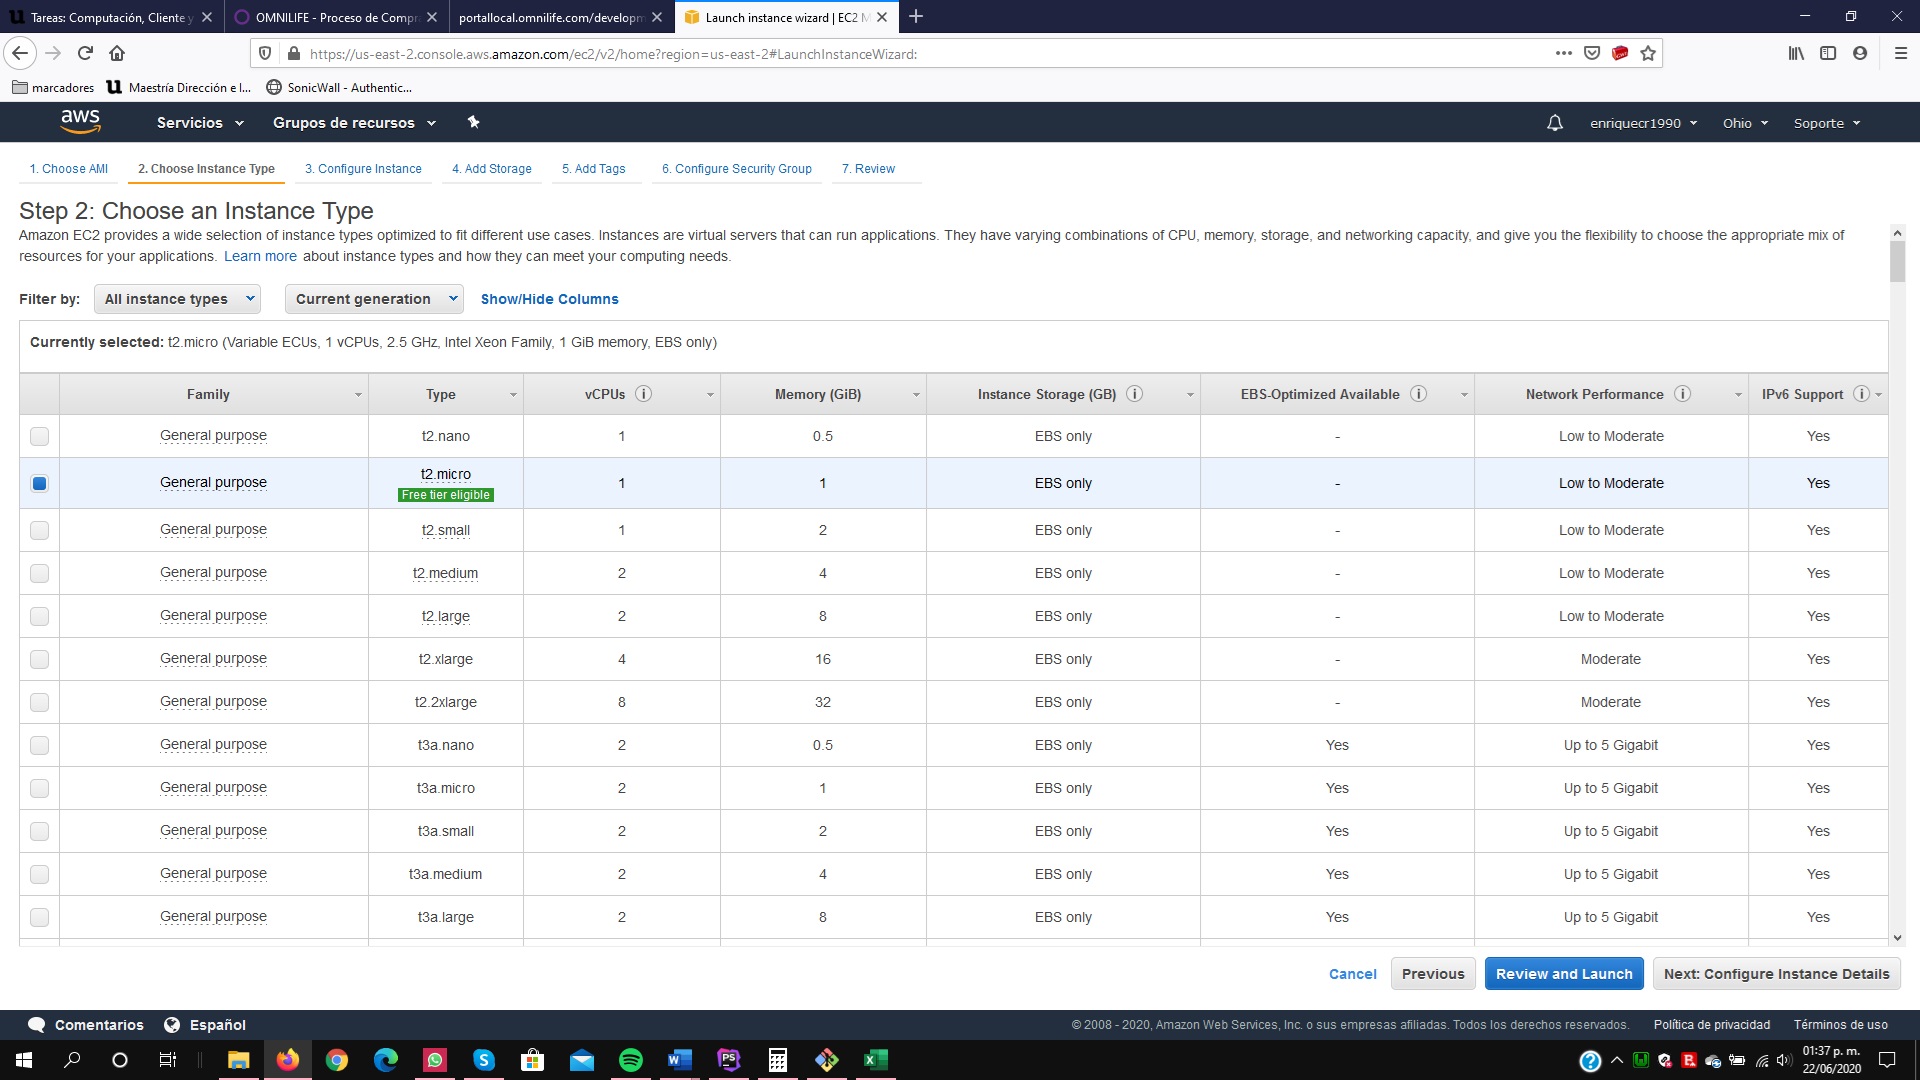 Tareas: Computación, Cliente y
OMNILIFE - Proceso de Compr
portallocal.omnilife.com/developm
Launch instance wizard | EC2 M
https://us-east-2.console.aws.amazon.com/ec2/v2/home?region=us-east-2#LaunchInstanceWizard:
marcadores
Maestría Dirección e I...
SonicWall - Authentic...
aws
Servicios
Grupos de recursos
enriquecr1990
Ohio
Soporte
1. Choose AMI
2. Choose Instance Type
3. Configure Instance
4. Add Storage
5. Add Tags
6. Configure Security Group
7. Review
Step 2: Choose an Instance Type
Amazon EC2 provides a wide selection of instance types optimized to fit different use cases. Instances are virtual servers that can run applications. They have varying combinations of CPU, memory, storage, and networking capacity, and give you the flexibility to choose the appropriate mix of
resources for your applications. Learn more about instance types and how they can meet your computing needs.
Filter by: All instance types Current generation Show/Hide Columns
Currently selected: t2.micro (Variable ECUs, 1 vCPUs, 2.5 GHz, Intel Xeon Family, 1 GiB memory, EBS only)
Family Type vCPUs Memory (GiB) Instance Storage (GB) EBS-Optimized Available Network Performance IPv6 Support
General purpose t2.nano 1 0.5 EBS only - Low to Moderate Yes
General purpose t2.micro 1 1 EBS only - Low to Moderate Yes
Free tier eligible
General purpose t2.small 1 2 EBS only - Low to Moderate Yes
General purpose t2.medium 2 4 EBS only - Low to Moderate Yes
General purpose t2.large 2 8 EBS only - Low to Moderate Yes
General purpose t2.xlarge 4 16 EBS only - Moderate Yes
General purpose t2.2xlarge 8 32 EBS only - Moderate Yes
General purpose t3a.nano 2 0.5 EBS only Yes Up to 5 Gigabit Yes
General purpose t3a.micro 2 1 EBS only Yes Up to 5 Gigabit Yes
General purpose t3a.small 2 2 EBS only Yes Up to 5 Gigabit Yes
General purpose t3a.medium 2 4 EBS only Yes Up to 5 Gigabit Yes
General purpose t3a.large 2 8 EBS only Yes Up to 5 Gigabit Yes
Cancel Previous Review and Launch Next: Configure Instance Details
Comentarios Español © 2008 - 2020, Amazon Web Services, Inc. o sus empresas afiliadas. Todos los derechos reservados. Política de privacidad Términos de uso
01:37 p. m.
22/06/2020